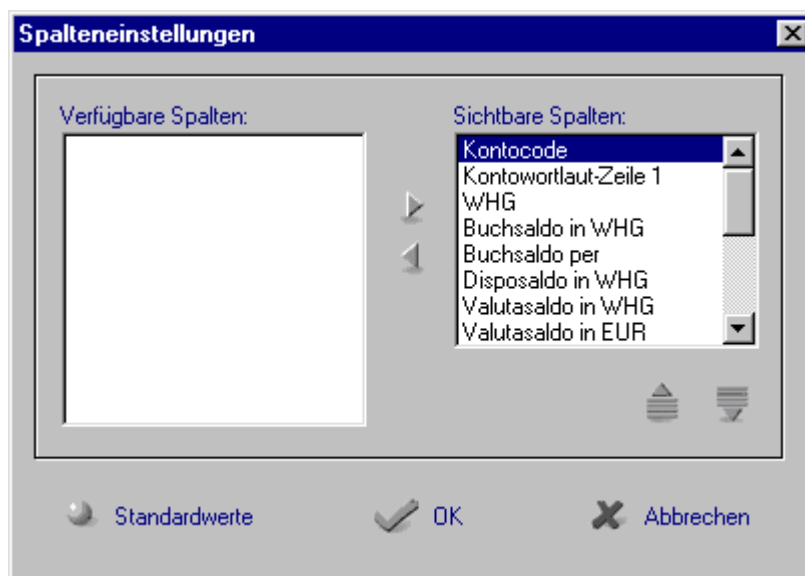 Spalteneinstellungen
Verfügbare Spalten:
Sichtbare Spalten:
Kontocode
Kontowortlaut-Zeile 1
WHG
Buchsaldo in WHG
Buchsaldo per
Disposaldo in WHG
Valutasaldo in WHG
Valutasaldo in EUR
Standardwerte
OK
Abbrechen